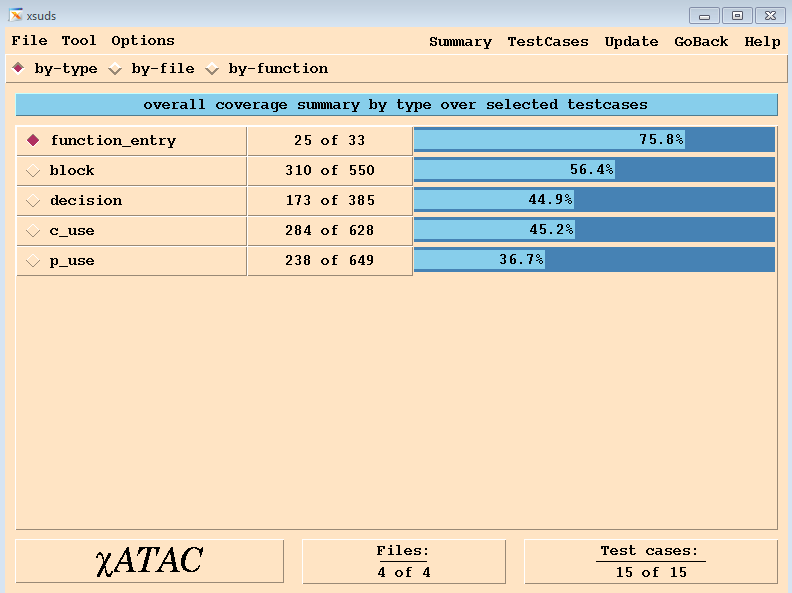 xsuds
File Tool Options Summary TestCases Update GoBack Help
by-type by-file by-function
overall coverage summary by type over selected testcases
function_entry 25 of 33 75.8%
block 310 of 550 56.4%
decision 173 of 385 44.9%
c_use 284 of 628 45.2%
p_use 238 of 649 36.7%
χATAC
Files:
4 of 4
Test cases:
15 of 15